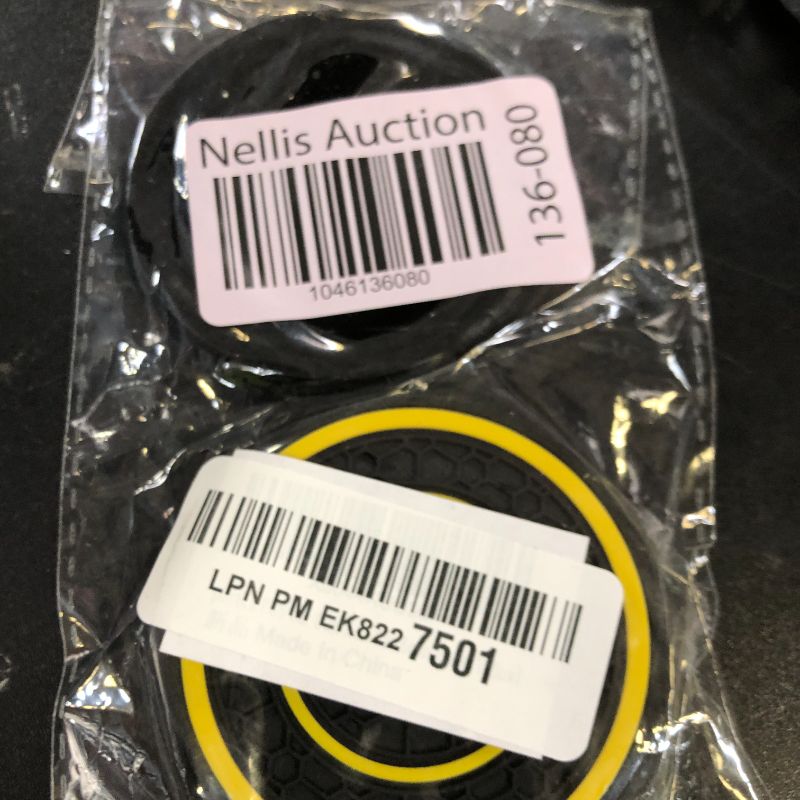 Nellis Auction
136-080
1046136080
LPN PM EK822 7501
Made In China